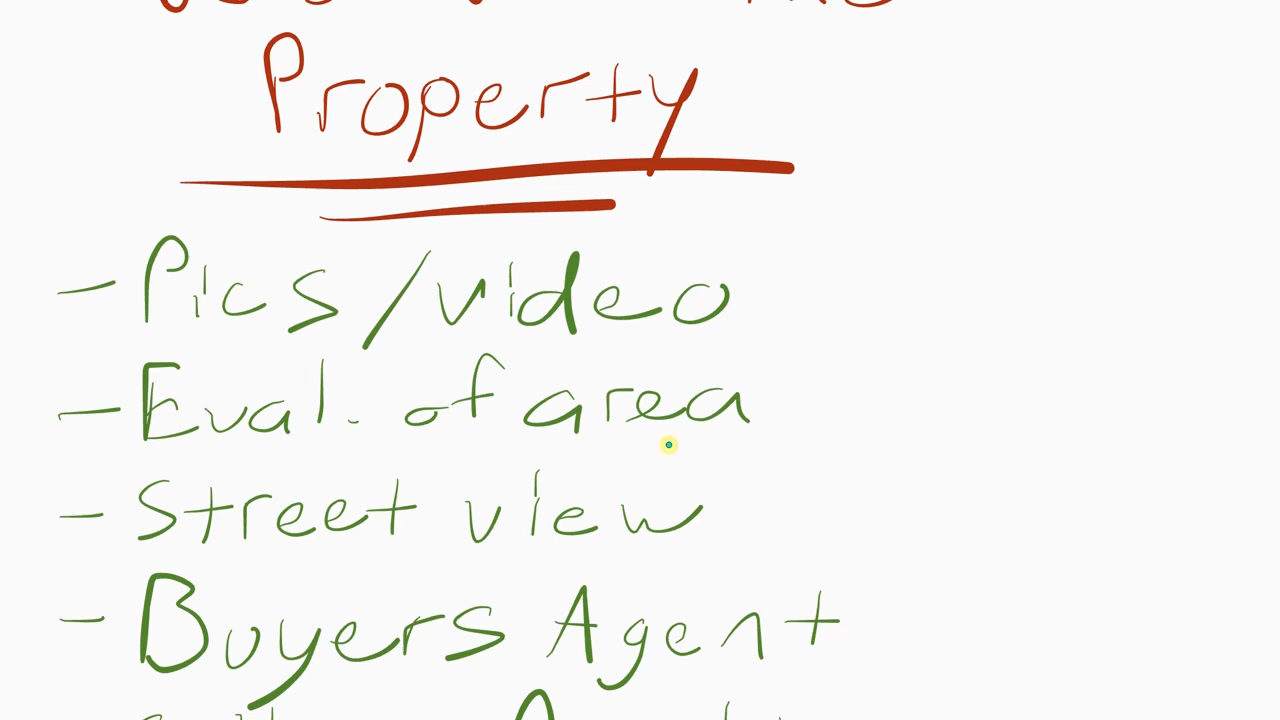 Property
- Pics/video
- Eval. of area
- Street view
- Buyers Agent